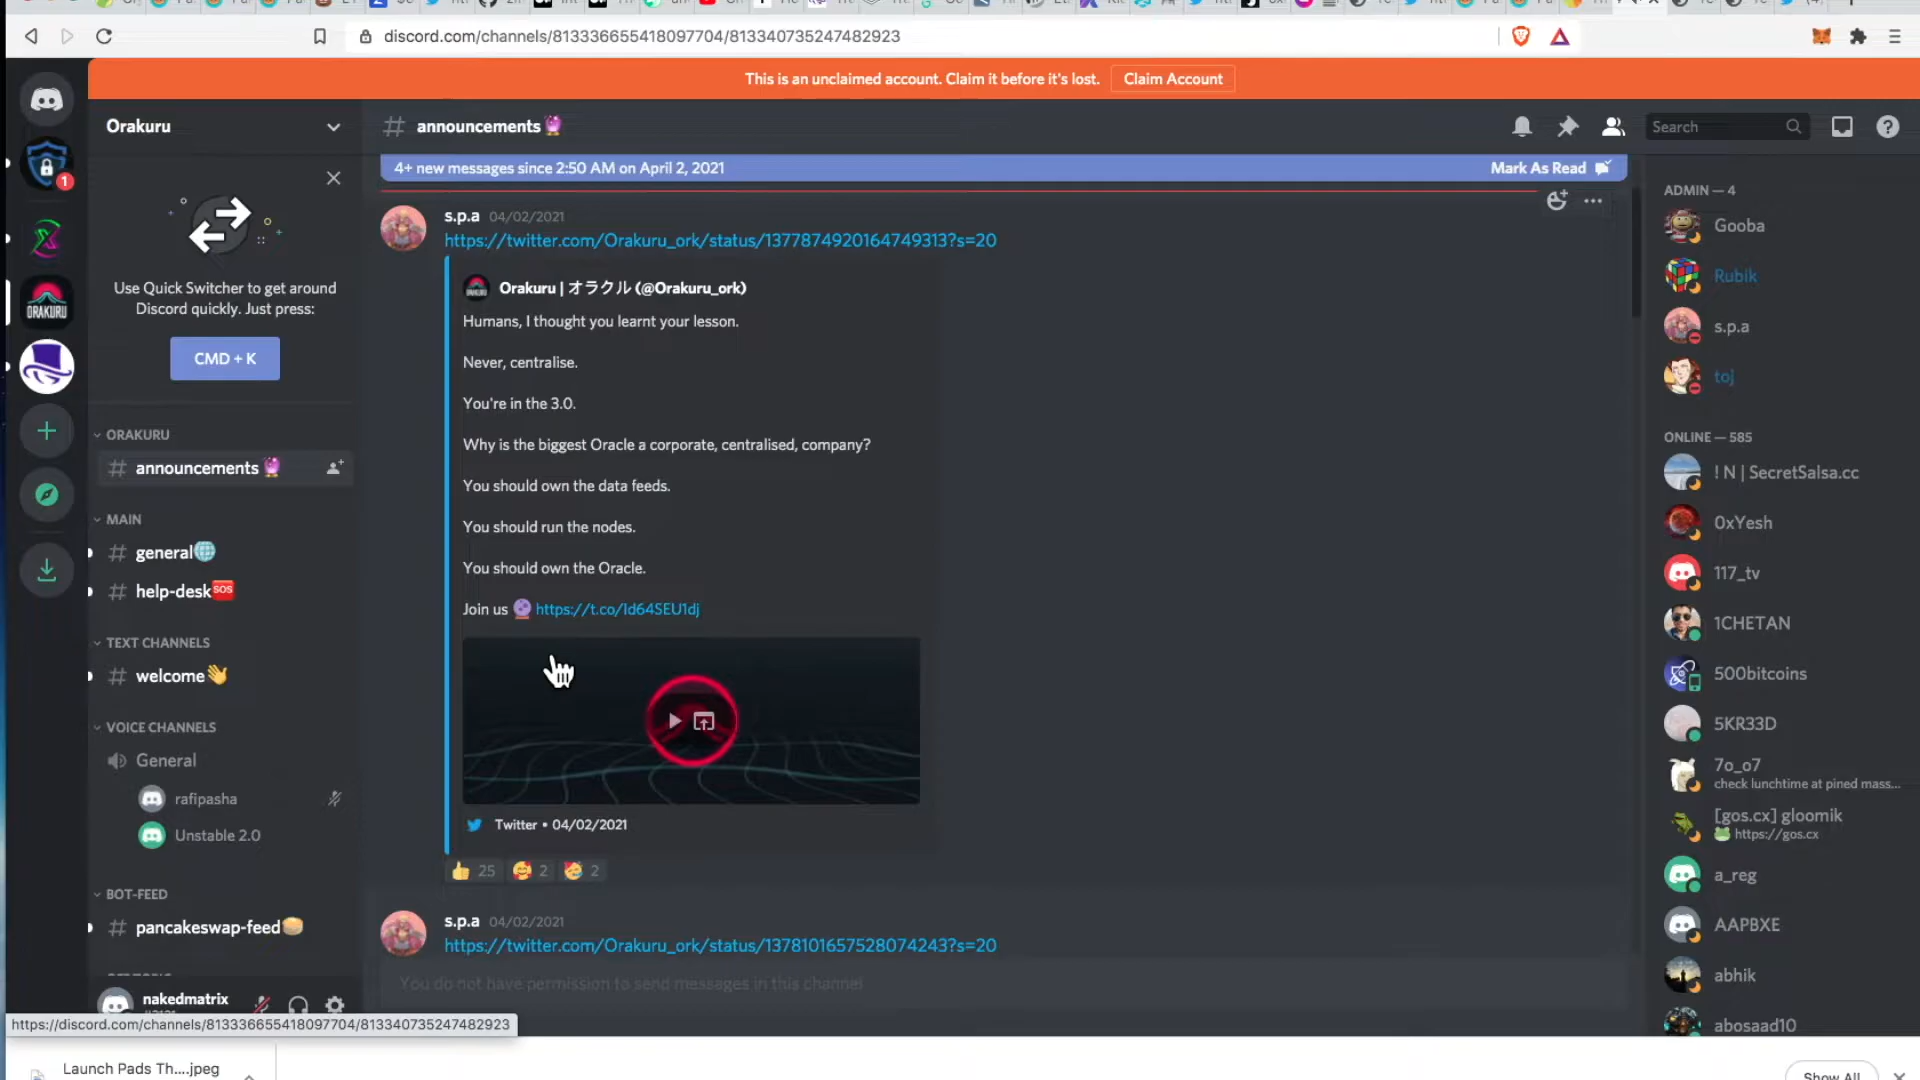 discord.com/channels/813336655418097704/813340735247482923
This is an unclaimed account. Claim it before it's lost.
Claim Account
Orakuru
announcements
Search
4+ new messages since 2:50 AM on April 2, 2021
Mark As Read
1
ORAKURU
Use Quick Switcher to get around
Discord quickly. Just press:
CMD + K
ORAKURU
announcements
MAIN
general
help-desk
SOS
TEXT CHANNELS
welcome
VOICE CHANNELS
General
rafipasha
Unstable 2.0
BOT-FEED
pancakeswap-feed
nakedmatrix
s.p.a 04/02/2021
https://twitter.com/Orakuru_ork/status/1377874920164749313?s=20
Orakuru | オラクル (@Orakuru_ork)
Humans, I thought you learnt your lesson.
Never, centralise.
You're in the 3.0.
Why is the biggest Oracle a corporate, centralised, company?
You should own the data feeds.
You should run the nodes.
You should own the Oracle.
Join us https://t.co/Id64SEU1dj
Twitter • 04/02/2021
25 2 2
s.p.a 04/02/2021
https://twitter.com/Orakuru_ork/status/1378101657528074243?s=20
You do not have permission to send messages in this channel
ADMIN — 4
Gooba
Rubik
s.p.a
toj
ONLINE — 585
! N | SecretSalsa.cc
0xYesh
117_tv
1CHETAN
500bitcoins
5KR33D
7o_o7
check lunchtime at pined mass...
[gos.cx] gloomik
https://gos.cx
a_reg
AAPBXE
abhik
abosaad10
https://discord.com/channels/813336655418097704/813340735247482923
Launch Pads Th....jpeg
Show All